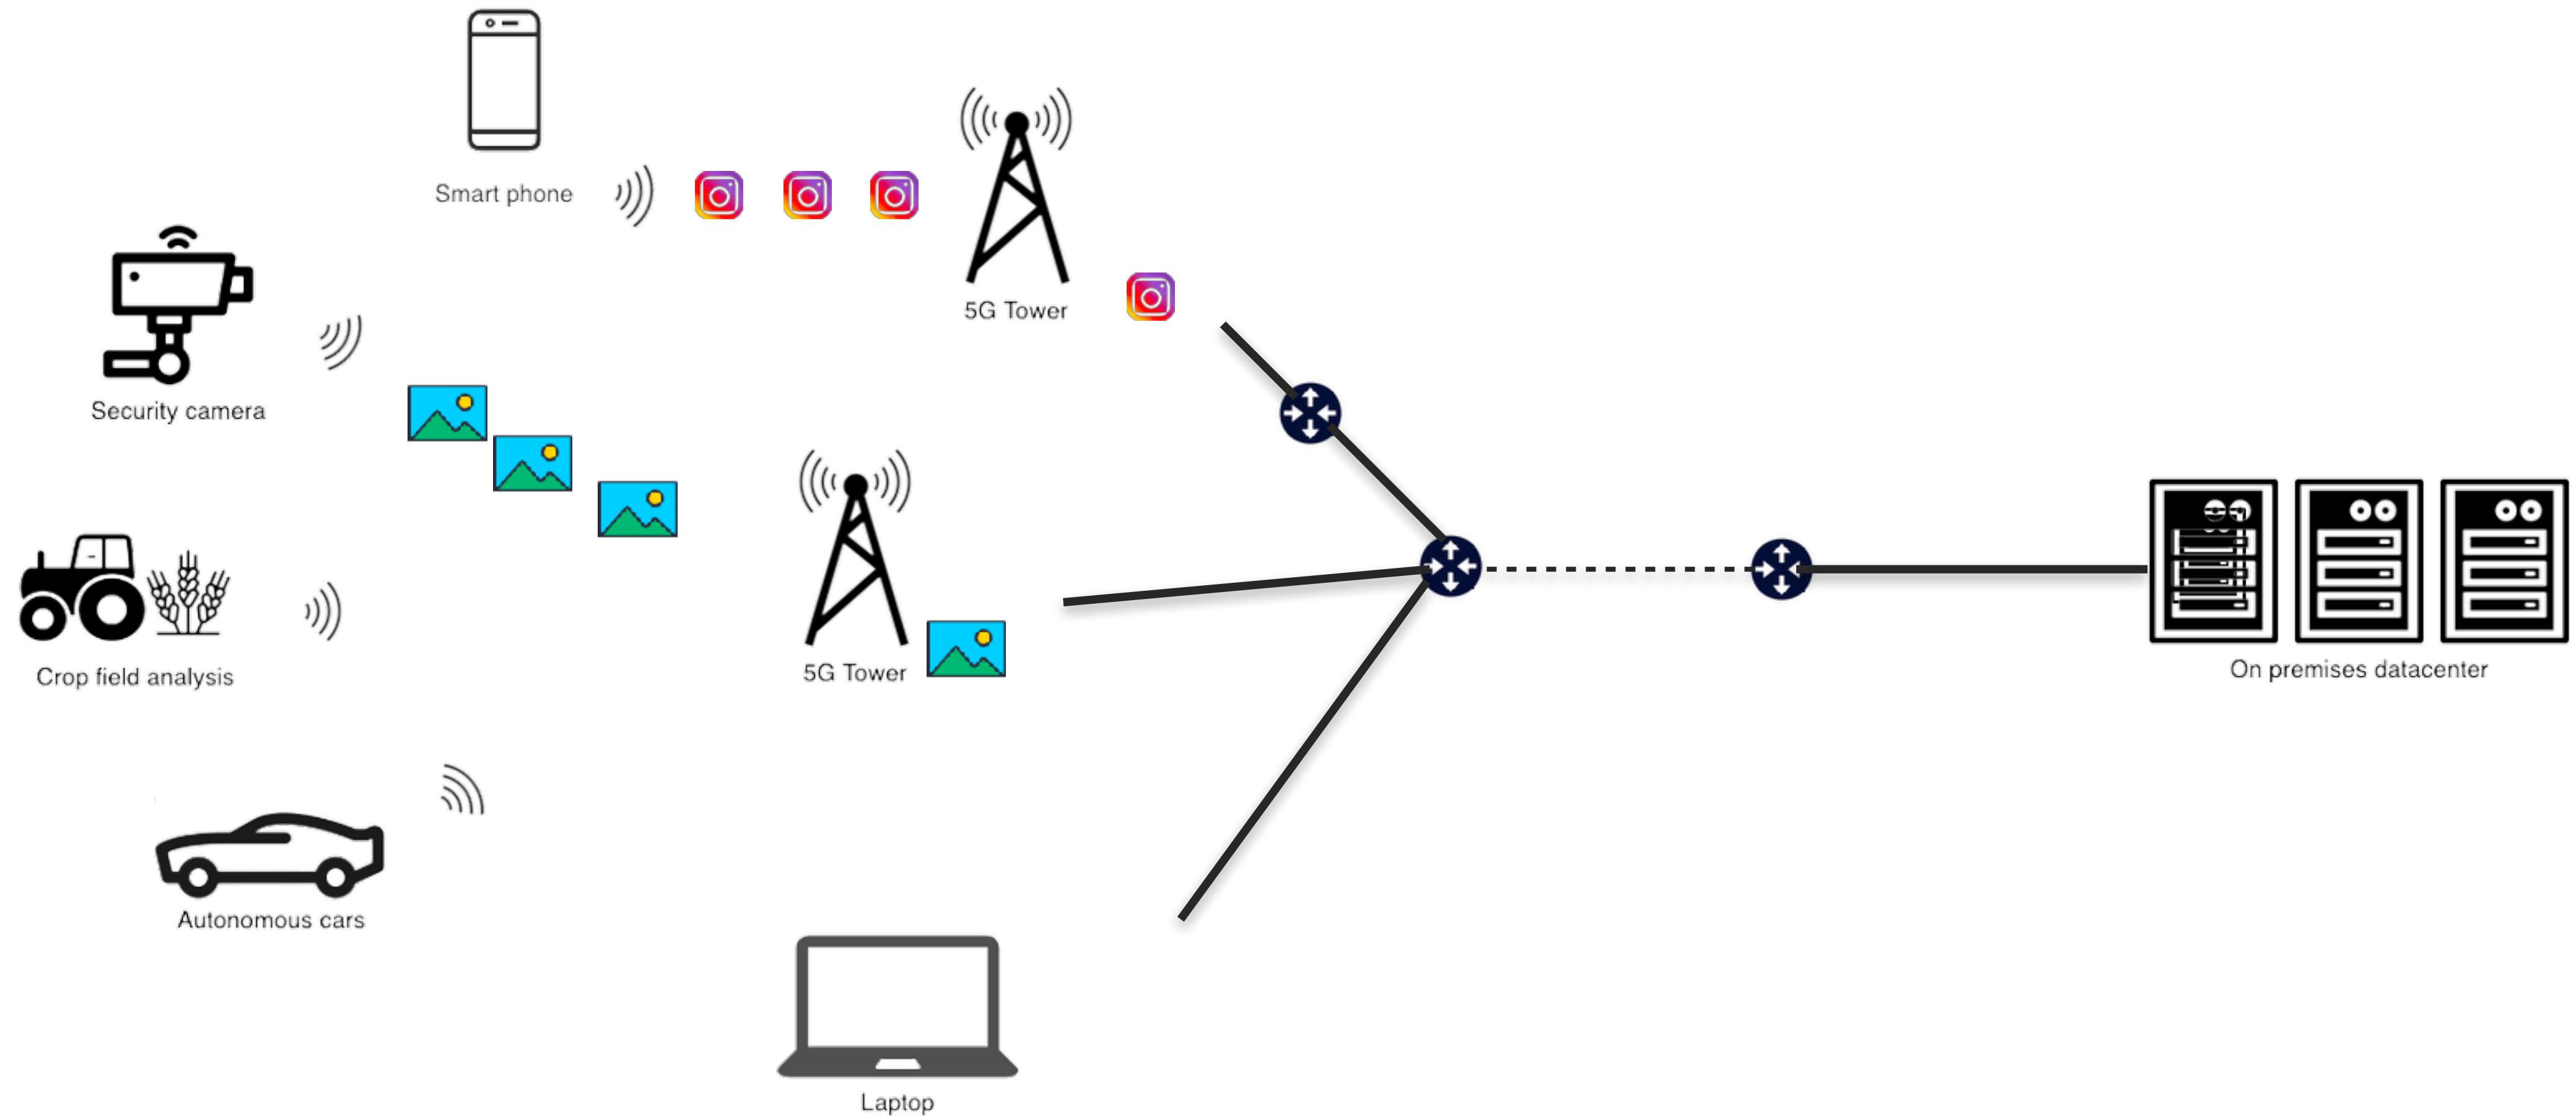 Smart phone
5G Tower
Security camera
5G Tower
Crop field analysis
On premises datacenter
Autonomous cars
Laptop